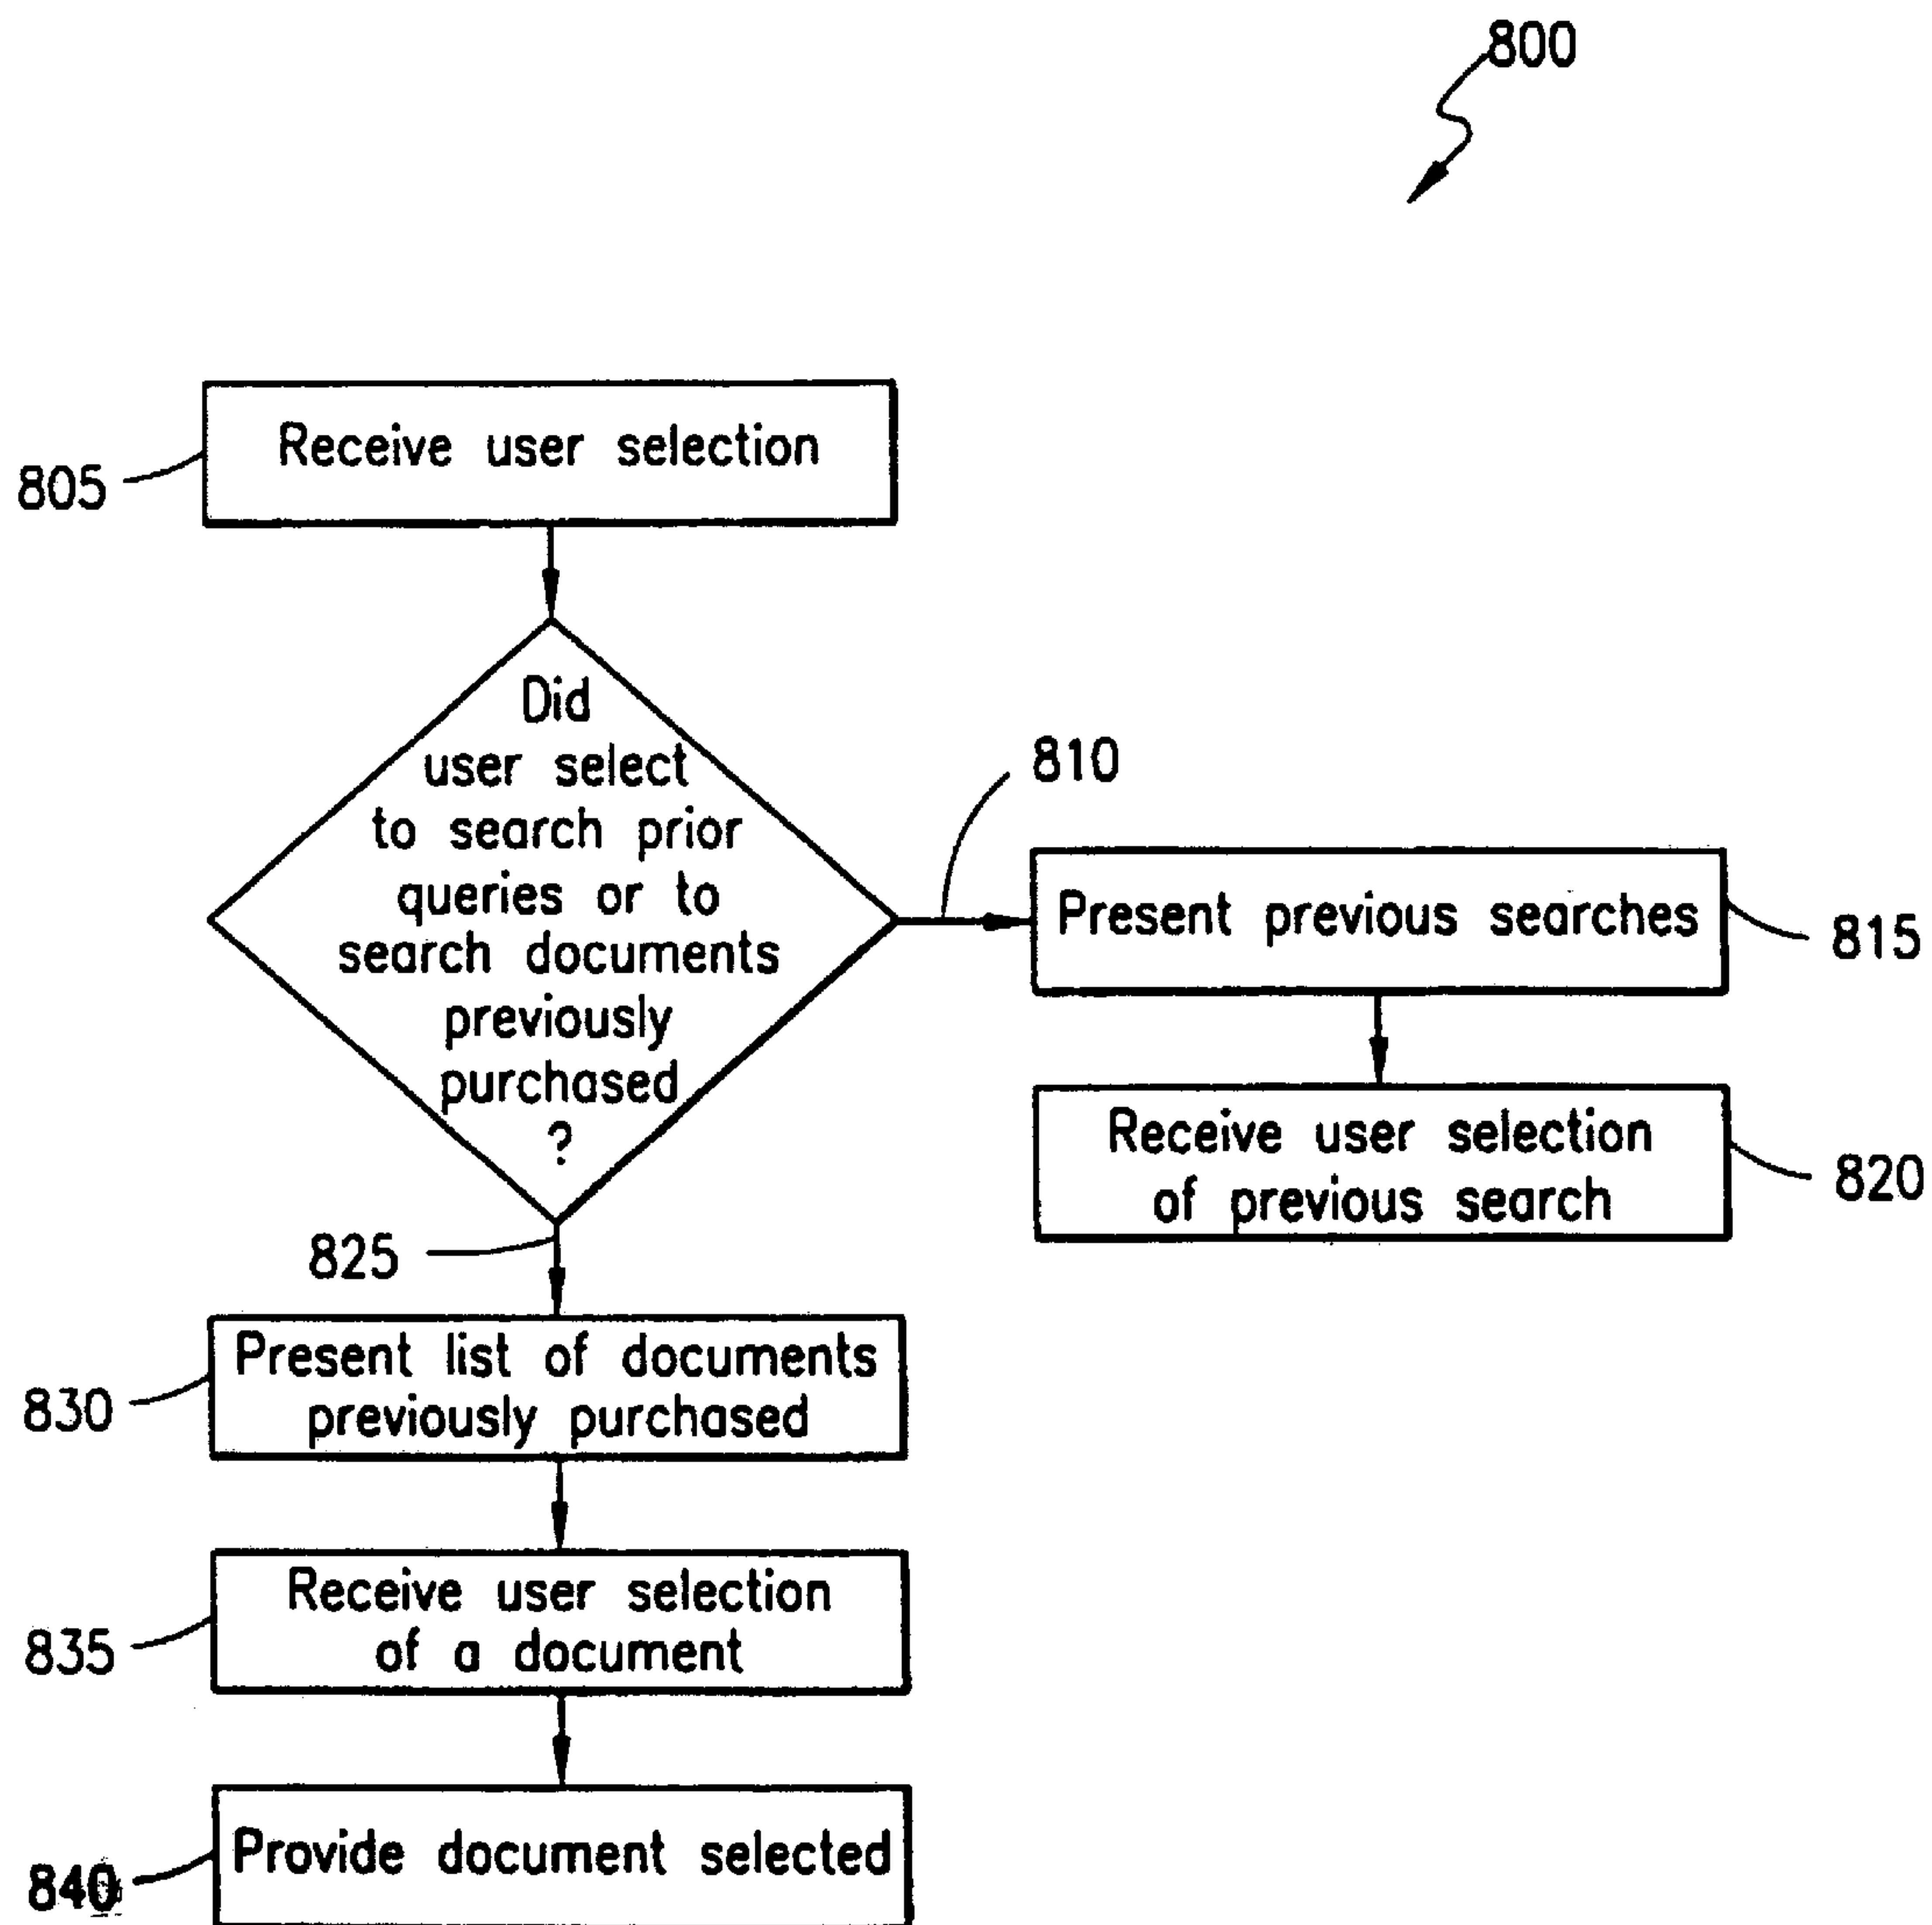 800
Receive user selection
805
Did
user select
to search prior
queries or to
search documents
previously
purchased
?
810
Present previous searches
815
Receive user selection
of previous search
820
825
Present list of documents
previously purchased
830
Receive user selection
of a document
835
Provide document selected
840